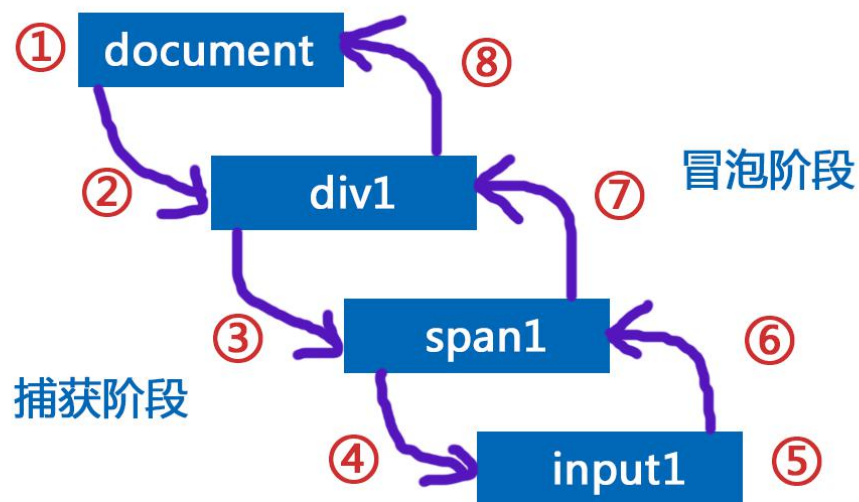 ① document ⑧
② div1 ⑦ 冒泡阶段
③ span1 ⑥
捕获阶段
④ input1 ⑤